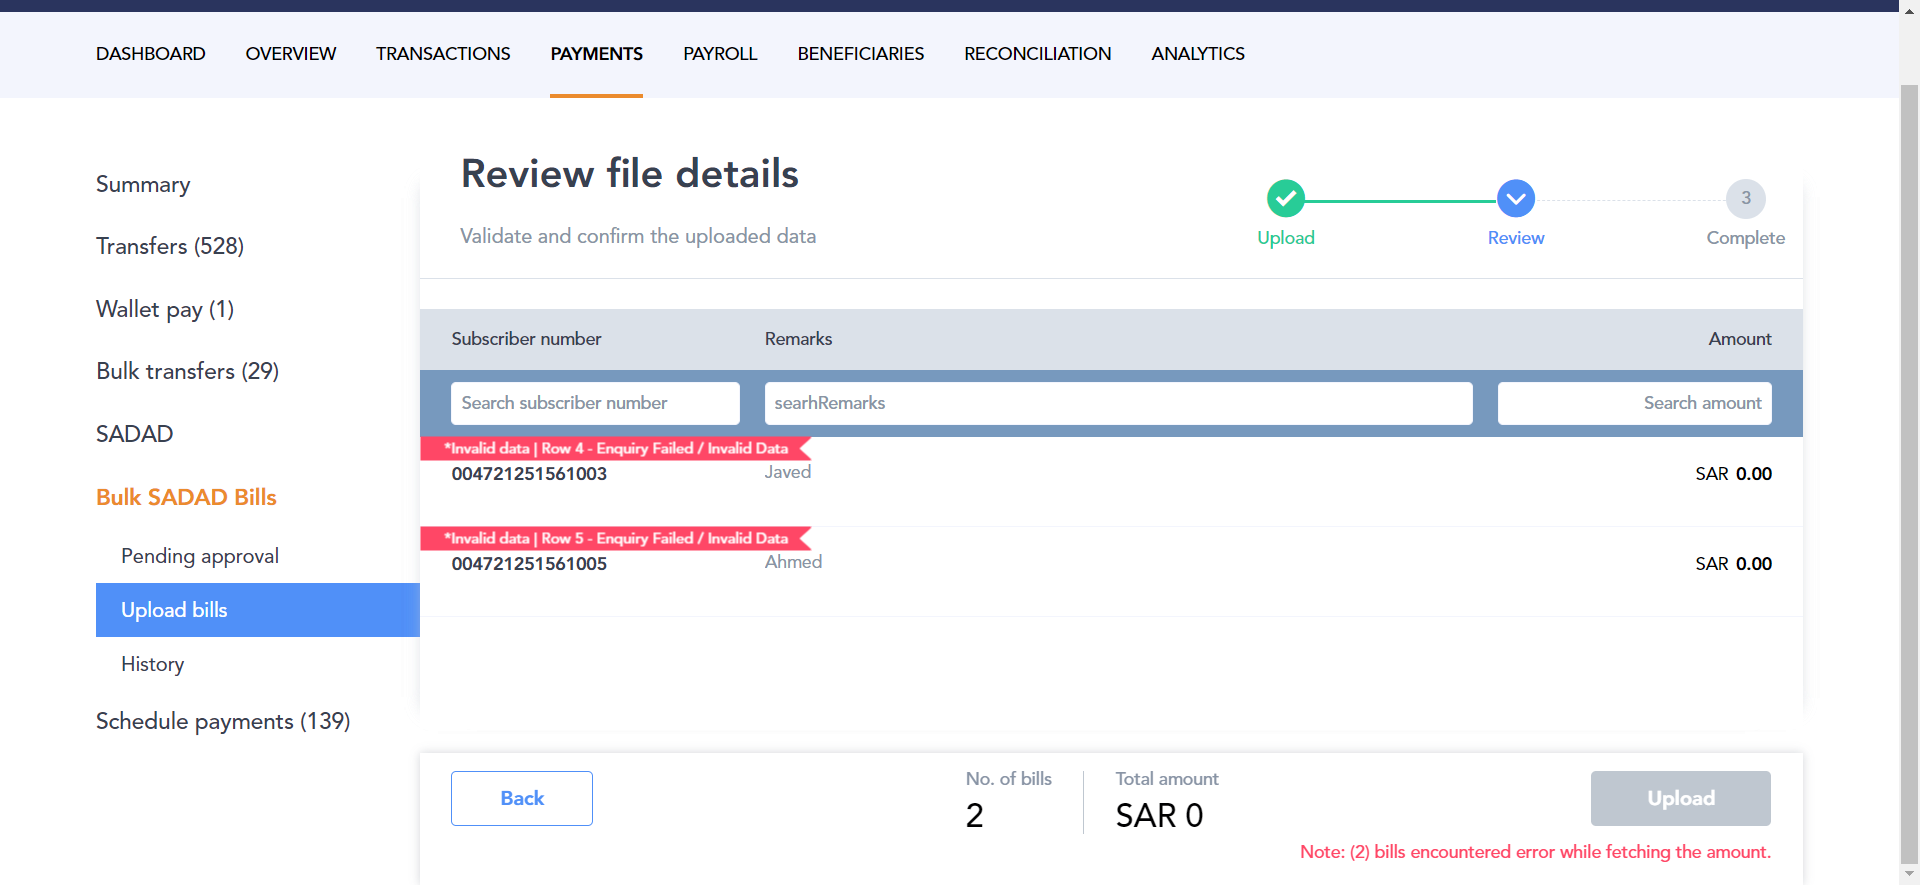 DASHBOARD OVERVIEW TRANSACTIONS PAYMENTS PAYROLL BENEFICIARIES RECONCILIATION ANALYTICS
Summary
Transfers (528)
Wallet pay (1)
Bulk transfers (29)
SADAD
Bulk SADAD Bills
Pending approval
Upload bills
History
Schedule payments (139)
Review file details
Validate and confirm the uploaded data
Upload
Review
3
Complete
Subscriber number Remarks Amount
Search subscriber number searhRemarks Search amount
*Invalid data | Row 4 - Enquiry Failed / Invalid Data
004721251561003 Javed SAR 0.00
*Invalid data | Row 5 - Enquiry Failed / Invalid Data
004721251561005 Ahmed SAR 0.00
Back
No. of bills
2
Total amount
SAR 0
Upload
Note: (2) bills encountered error while fetching the amount.